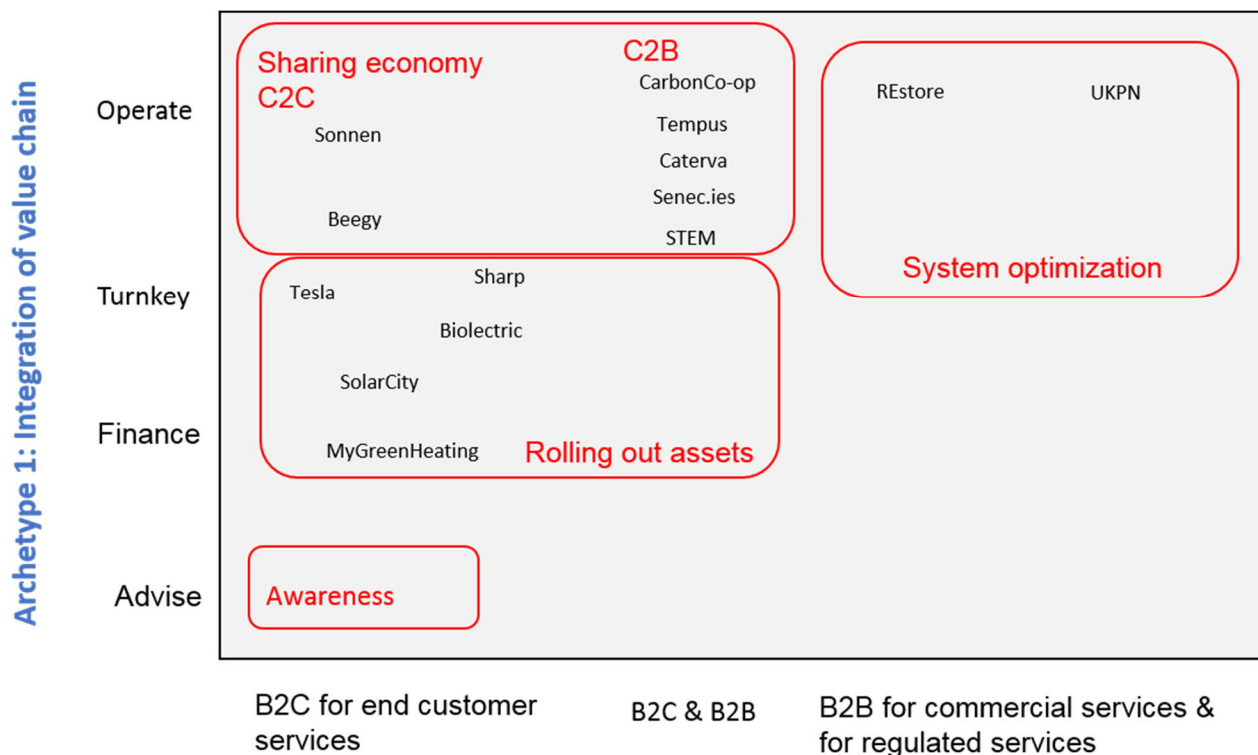 Archetype 1: Integration of value chain
Operate
Turnkey
Finance
Advise
Sharing economy
C2C
Sonnen
Beegy
C2B
CarbonCo-op
Tempus
Caterva
Senec.ies
STEM
REstore
UKPN
System optimization
Tesla
Sharp
Biolectric
SolarCity
MyGreenHeating
Rolling out assets
Awareness
B2C for end customer
services
B2C & B2B
B2B for commercial services &
for regulated services